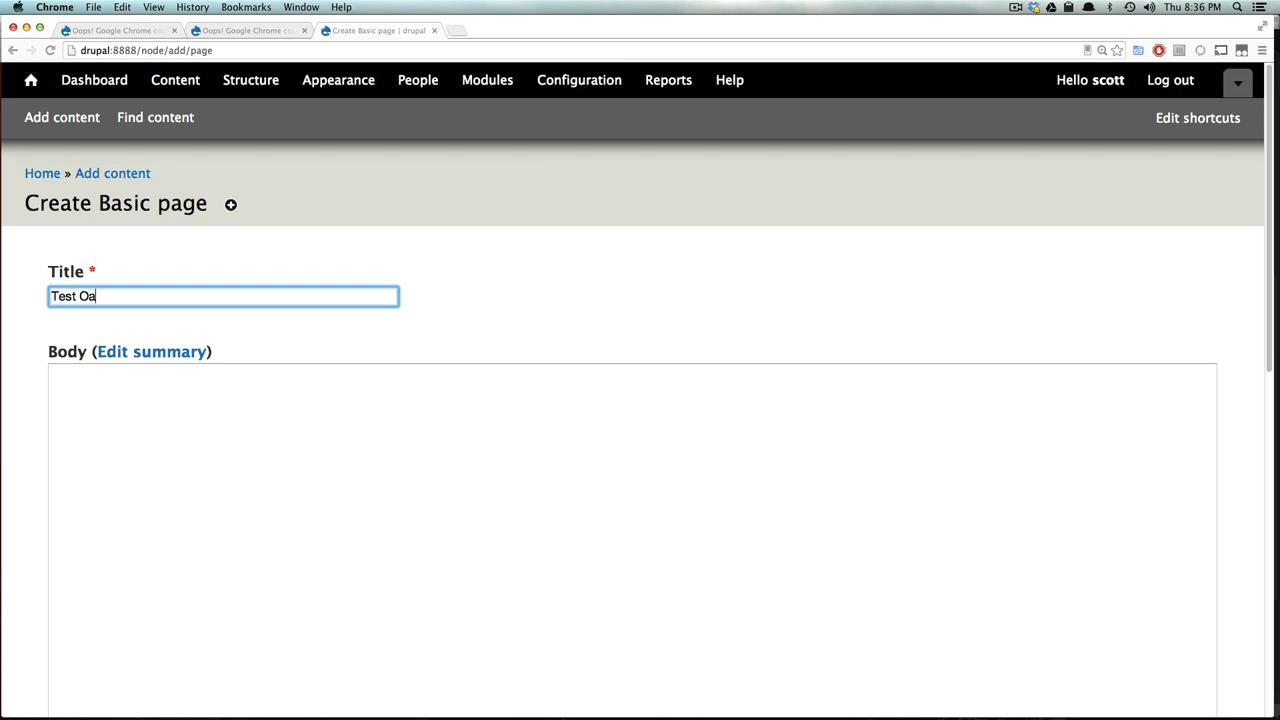 Chrome File Edit View History Bookmarks Window Help Thu 8:36 PM
Oops! Google Chrome co Oops! Google Chrome co Create Basic page | drupal
drupal:8888/node/add/page
Dashboard Content Structure Appearance People Modules Configuration Reports Help Hello scott Log out
Add content Find content Edit shortcuts
Home » Add content
Create Basic page
Title *
Test Oa
Body (Edit summary)